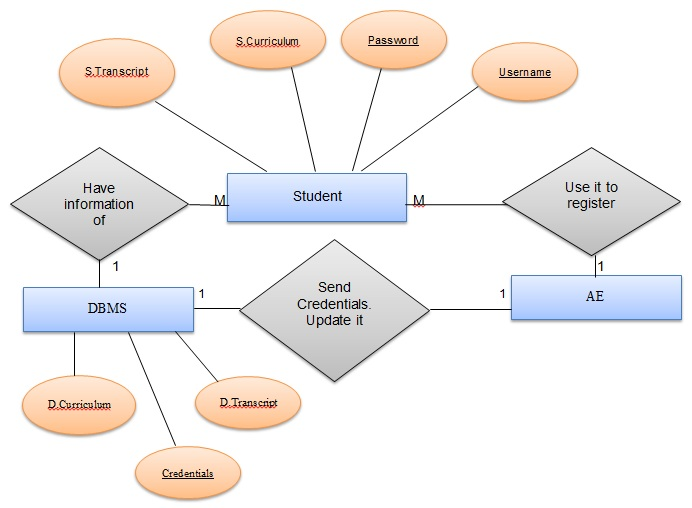 S.Curriculum
Password
S.Transcript
Username
Have
information
of
M
Student
M
Use it to
register
1
1
DBMS
1
Send
Credentials.
Update it
1
AE
D.Curriculum
D.Transcript
Credentials